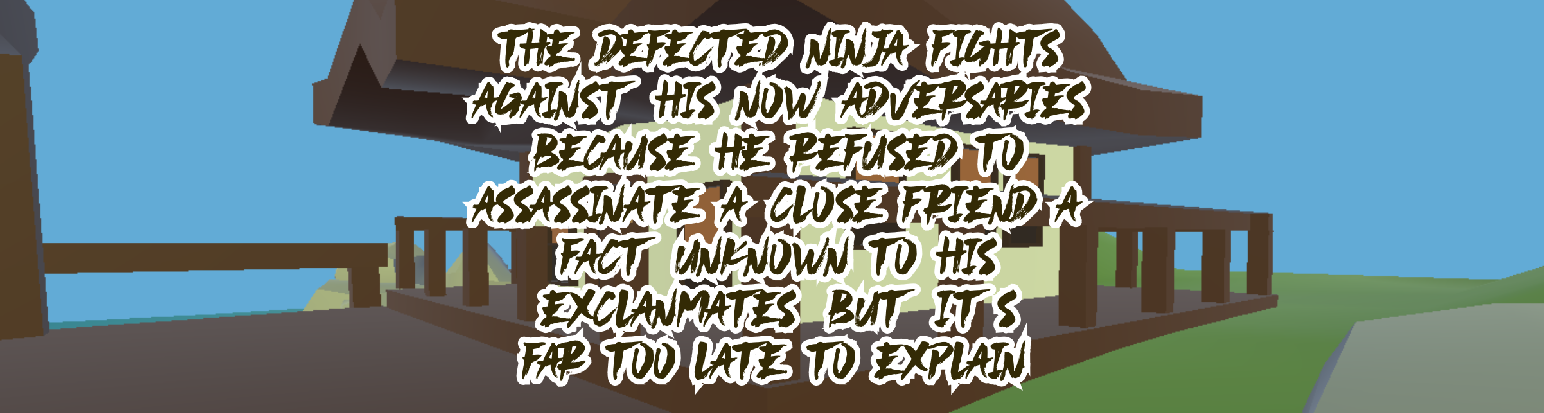 THE DEFECTED NINJA FIGHTS
AGAINST HIS NOW ADVERSARIES
BECAUSE HE REFUSED TO
ASSASSINATE A CLOSE FRIEND A
FACT UNKNOWN TO HIS
EXCLANMATES BUT IT S
FAR TOO LATE TO EXPLAIN